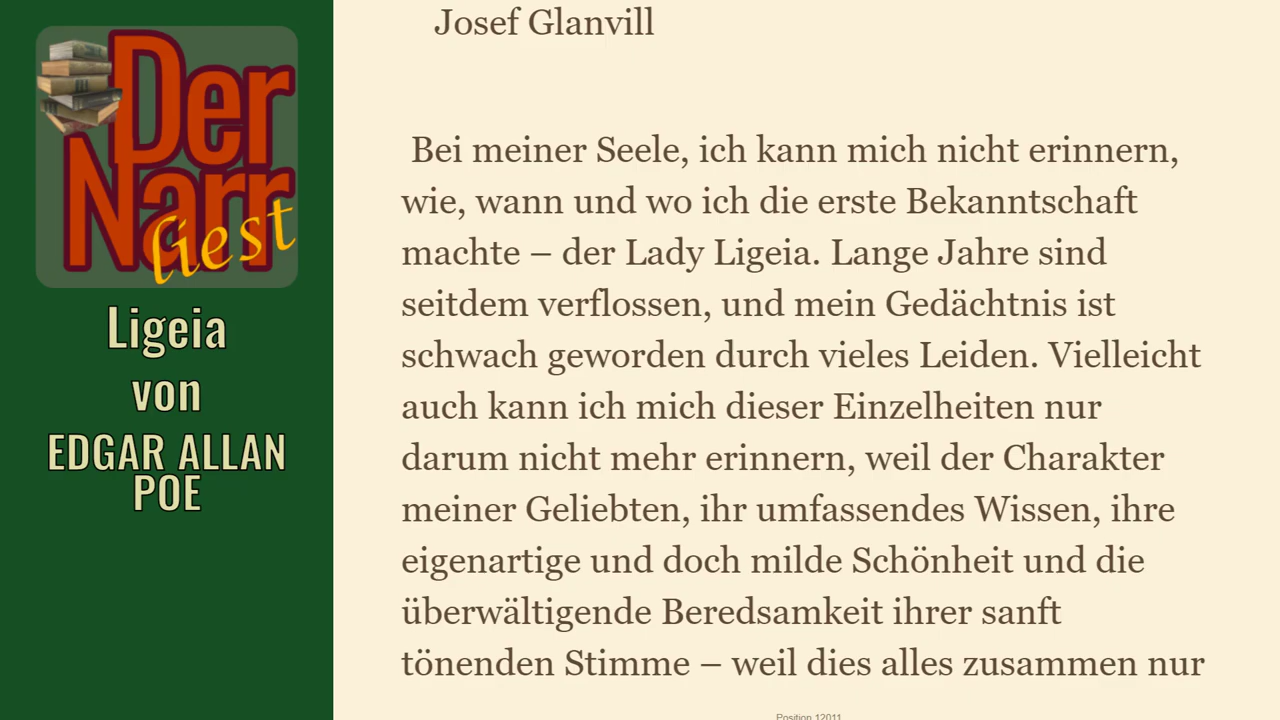 Der
Narr
liest
Ligeia
von
EDGAR ALLAN
POE
Josef Glanvill
Bei meiner Seele, ich kann mich nicht erinnern,
wie, wann und wo ich die erste Bekanntschaft
machte – der Lady Ligeia. Lange Jahre sind
seitdem verflossen, und mein Gedächtnis ist
schwach geworden durch vieles Leiden. Vielleicht
auch kann ich mich dieser Einzelheiten nur
darum nicht mehr erinnern, weil der Charakter
meiner Geliebten, ihr umfassendes Wissen, ihre
eigenartige und doch milde Schönheit und die
überwältigende Beredsamkeit ihrer sanft
tönenden Stimme – weil dies alles zusammen nur
Position 12011